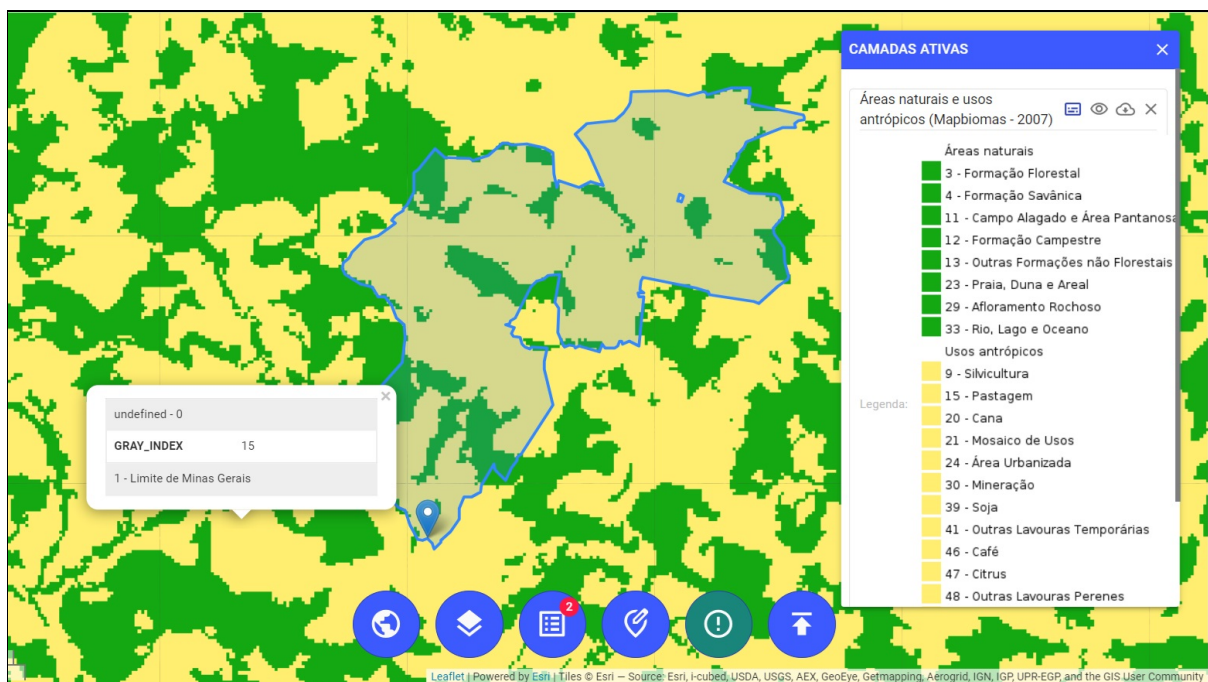 CAMADAS ATIVAS
Áreas naturais e usos
antrópicos (Mapbiomas - 2007)
Áreas naturais
3 - Formação Florestal
4 - Formação Savânica
11 - Campo Alagado e Área Pantanosa
12 - Formação Campestre
13 - Outras Formações não Florestais
23 - Praia, Duna e Areal
29 - Afloramento Rochoso
33 - Rio, Lago e Oceano
Usos antrópicos
9 - Silvicultura
15 - Pastagem
Legenda:
20 - Cana
21 - Mosaico de Usos
24 - Área Urbanizada
30 - Mineração
39 - Soja
41 - Outras Lavouras Temporárias
46 - Café
47 - Citrus
48 - Outras Lavouras Perenes
undefined - 0
GRAY_INDEX 15
1 - Limite de Minas Gerais
2
Leaflet | Powered by Esri | Tiles © Esri — Source: Esri, i-cubed, USDA, USGS, AEX, GeoEye, Getmapping, Aerogrid, IGN, IGP, UPR-EGP, and the GIS User Community